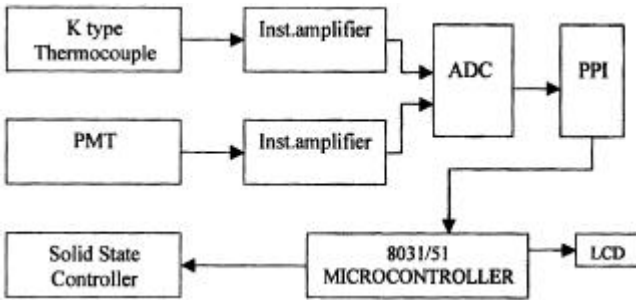 K type
Thermocouple
Inst.amplifier
ADC
PPI
PMT
Inst.amplifier
Solid State
Controller
8031/51
MICROCONTROLLER
LCD